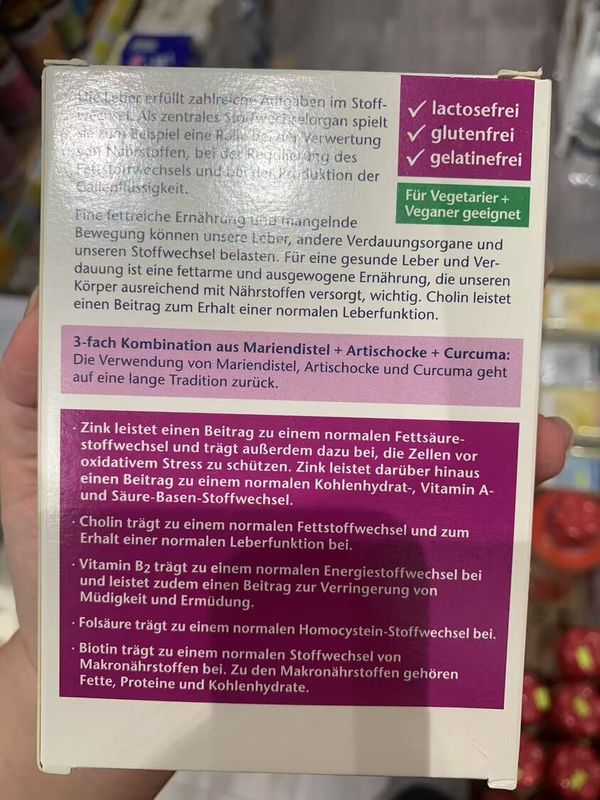 Die Leber erfüllt zahlreiche Aufgaben im Stoff-
wechsel. Als zentrales Stoffwechselorgan spielt
sie zum Beispiel eine Rolle bei der Verwertung
von Nährstoffen, bei der Regulierung des
Fettstoffwechsels und bei der Produktion der
Gallenflüssigkeit.
✓ lactosefrei
✓ glutenfrei
✓ gelatinefrei
Für Vegetarier +
Veganer geeignet
Eine fettreiche Ernährung und mangelnde
Bewegung können unsere Leber, andere Verdauungsorgane und
unseren Stoffwechsel belasten. Für eine gesunde Leber und Ver-
dauung ist eine fettarme und ausgewogene Ernährung, die unseren
Körper ausreichend mit Nährstoffen versorgt, wichtig. Cholin leistet
einen Beitrag zum Erhalt einer normalen Leberfunktion.
3-fach Kombination aus Mariendistel + Artischocke + Curcuma:
Die Verwendung von Mariendistel, Artischocke und Curcuma geht
auf eine lange Tradition zurück.
· Zink leistet einen Beitrag zu einem normalen Fettsäure-
stoffwechsel und trägt außerdem dazu bei, die Zellen vor
oxidativem Stress zu schützen. Zink leistet darüber hinaus
einen Beitrag zu einem normalen Kohlenhydrat-, Vitamin A-
und Säure-Basen-Stoffwechsel.
· Cholin trägt zu einem normalen Fettstoffwechsel und zum
Erhalt einer normalen Leberfunktion bei.
· Vitamin B2 trägt zu einem normalen Energiestoffwechsel bei
und leistet zudem einen Beitrag zur Verringerung von
Müdigkeit und Ermüdung.
· Folsäure trägt zu einem normalen Homocystein-Stoffwechsel bei.
· Biotin trägt zu einem normalen Stoffwechsel von
Makronährstoffen bei. Zu den Makronährstoffen gehören
Fette, Proteine und Kohlenhydrate.